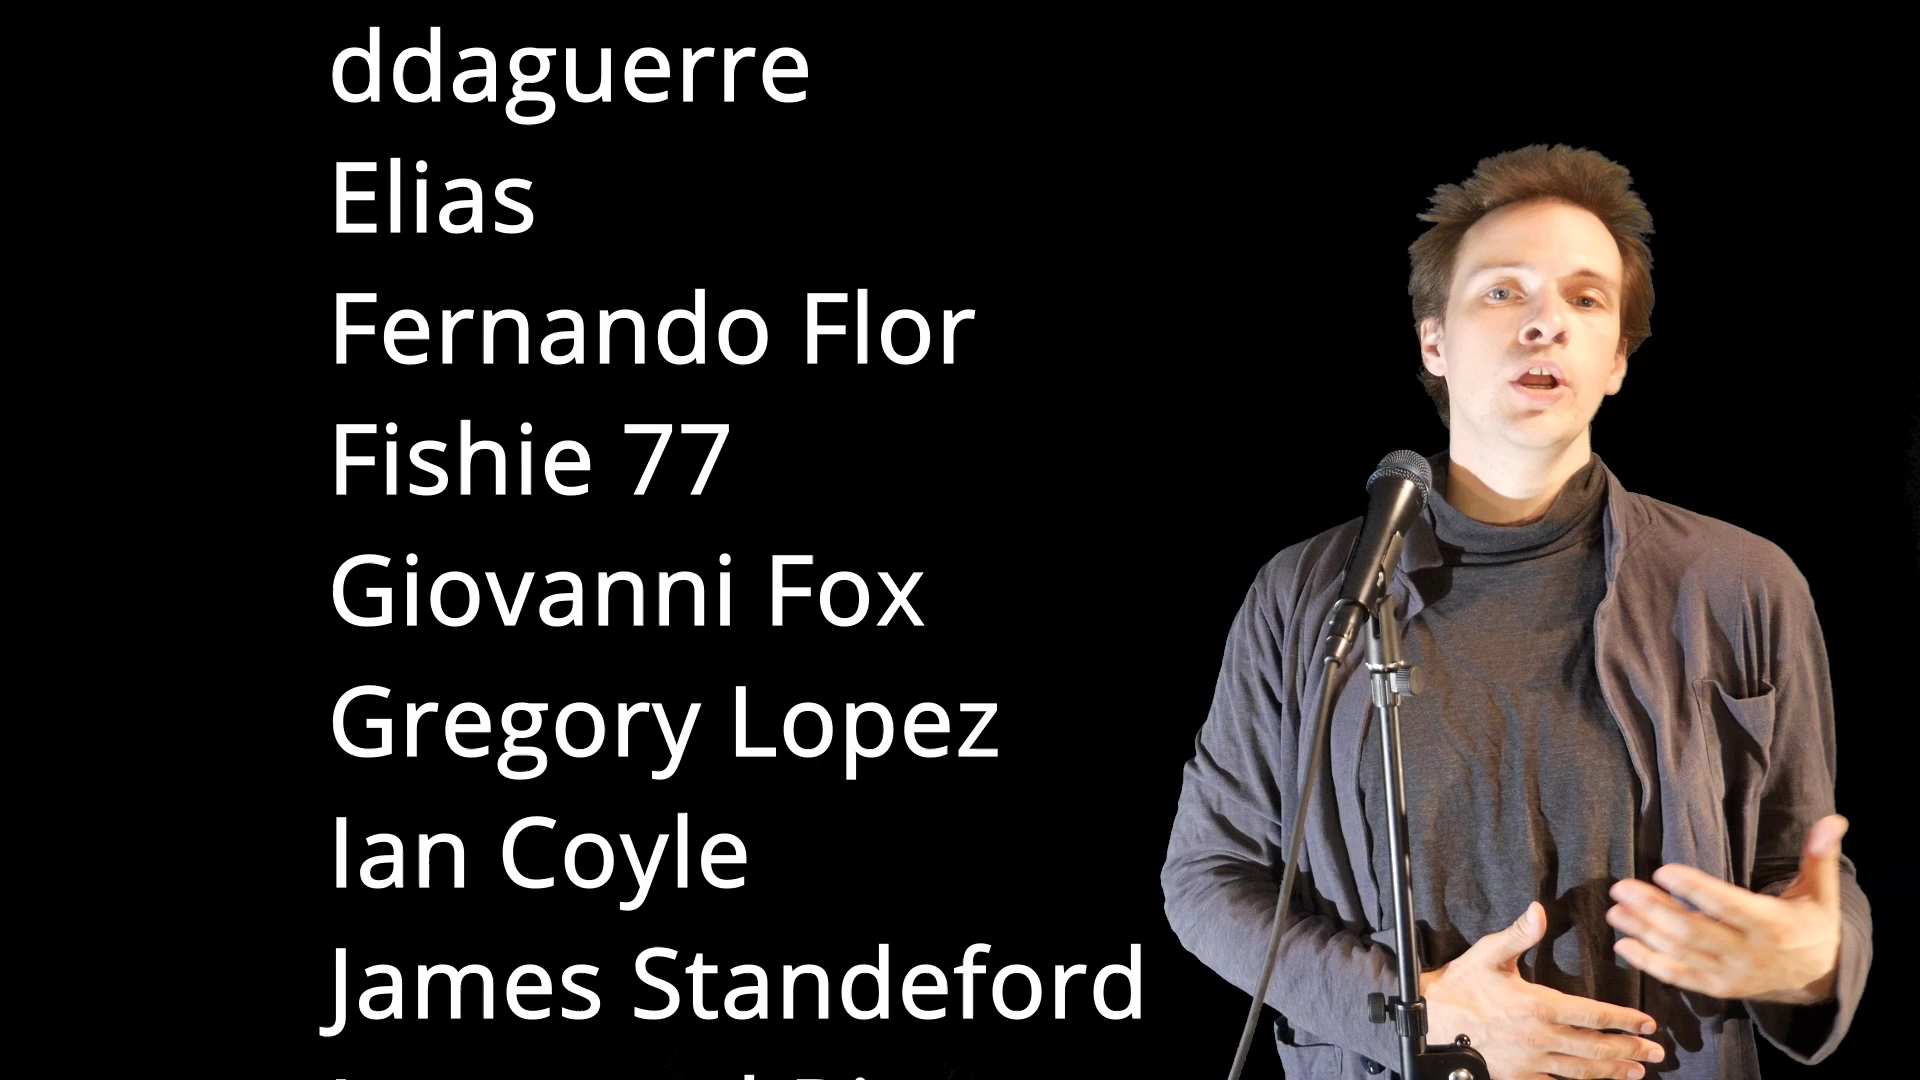 ddaguerre
Elias
Fernando Flor
Fishie 77
Giovanni Fox
Gregory Lopez
Ian Coyle
James Standeford